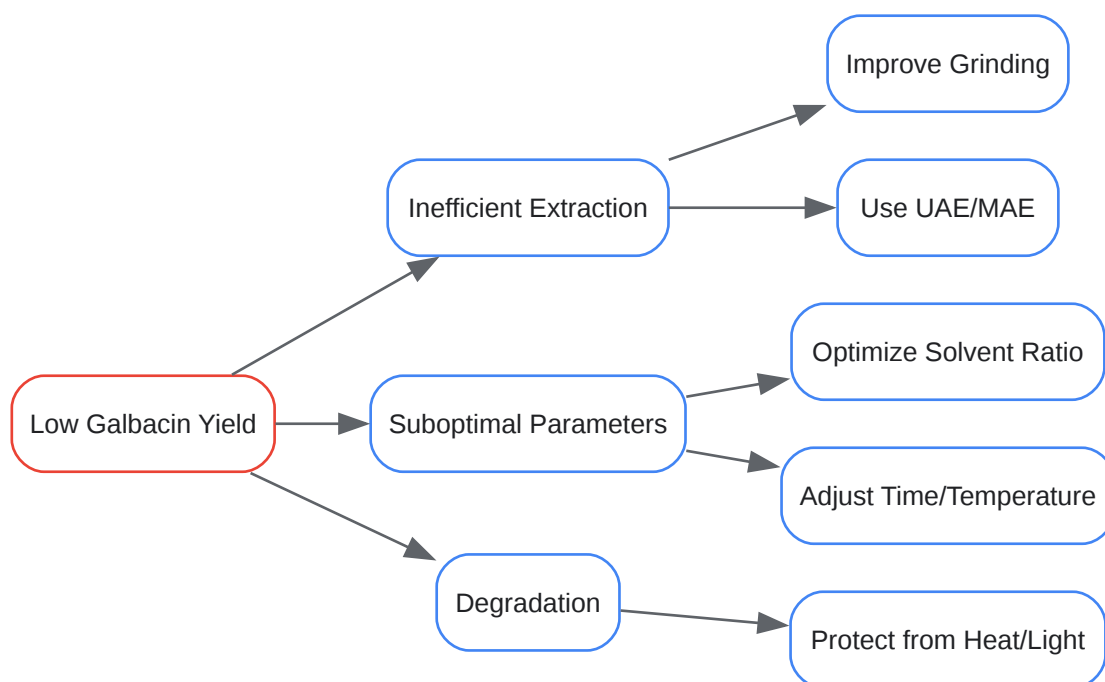 Improve Grinding
Inefficient Extraction
Use UAE/MAE
Optimize Solvent Ratio
Low Galbacin Yield
Suboptimal Parameters
Adjust Time/Temperature
Degradation
Protect from Heat/Light